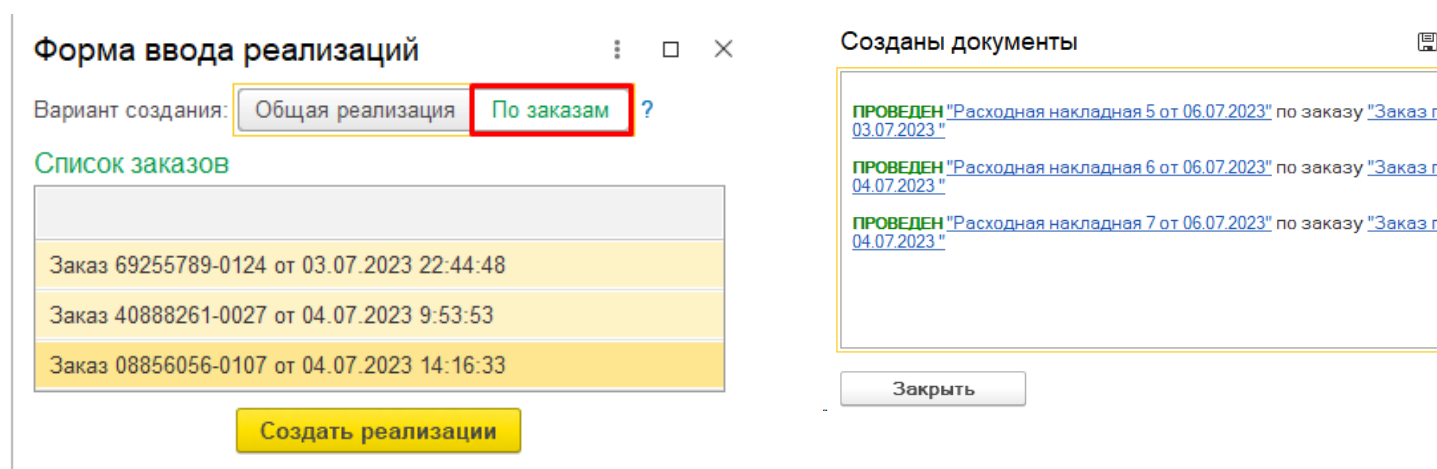 Форма ввода реализаций
Вариант создания: Общая реализация По заказам ?
Список заказов
Заказ 69255789-0124 от 03.07.2023 22:44:48
Заказ 40888261-0027 от 04.07.2023 9:53:53
Заказ 08856056-0107 от 04.07.2023 14:16:33
Создать реализации
Созданы документы
ПРОВЕДЕН "Расходная накладная 5 от 06.07.2023" по заказу "Заказ
03.07.2023 "
ПРОВЕДЕН "Расходная накладная 6 от 06.07.2023" по заказу "Заказ
04.07.2023 "
ПРОВЕДЕН "Расходная накладная 7 от 06.07.2023" по заказу "Заказ
04.07.2023 "
Закрыть